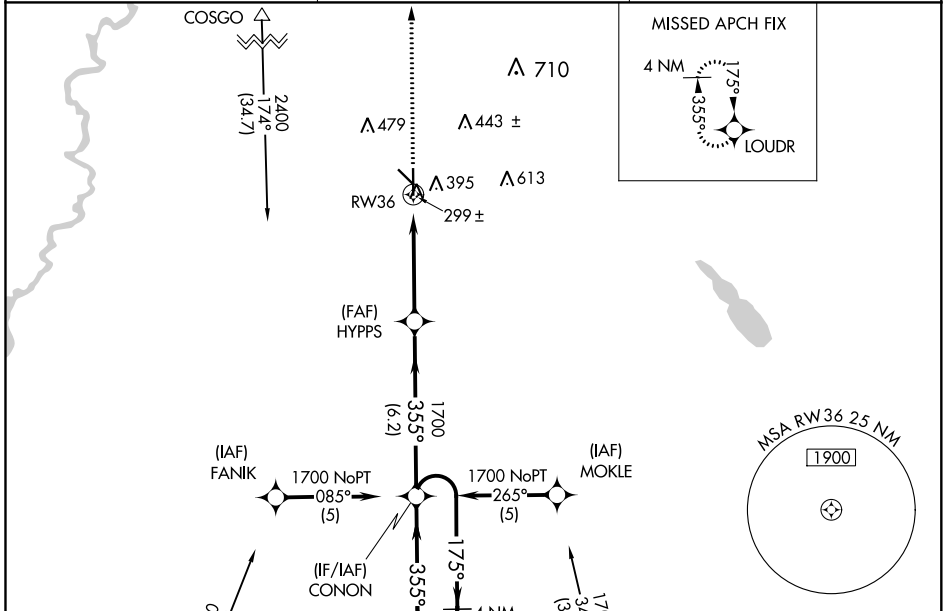 COSGO
MISSED APCH FIX
4 NM
175°
355°
LOUDR
2400
174°
(34.7)
710
479
443 ±
395
613
RW36
299 ±
(FAF)
HYPPS
1700
355°
(6.2)
(IAF)
FANIK
1700 NoPT
085°
(5)
(IAF)
MOKLE
1700 NoPT
265°
(5)
MSA RW36 25 NM
1900
(IF/IAF)
CONON
355°
175°
4 NM